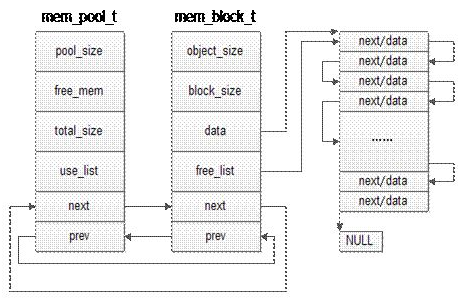 mem_pool_t
pool_size
free_mem
total_size
use_list
next
prev
mem_block_t
object_size
block_size
data
free_list
next
prev
next/data
next/data
next/data
next/data
……
next/data
next/data
NULL